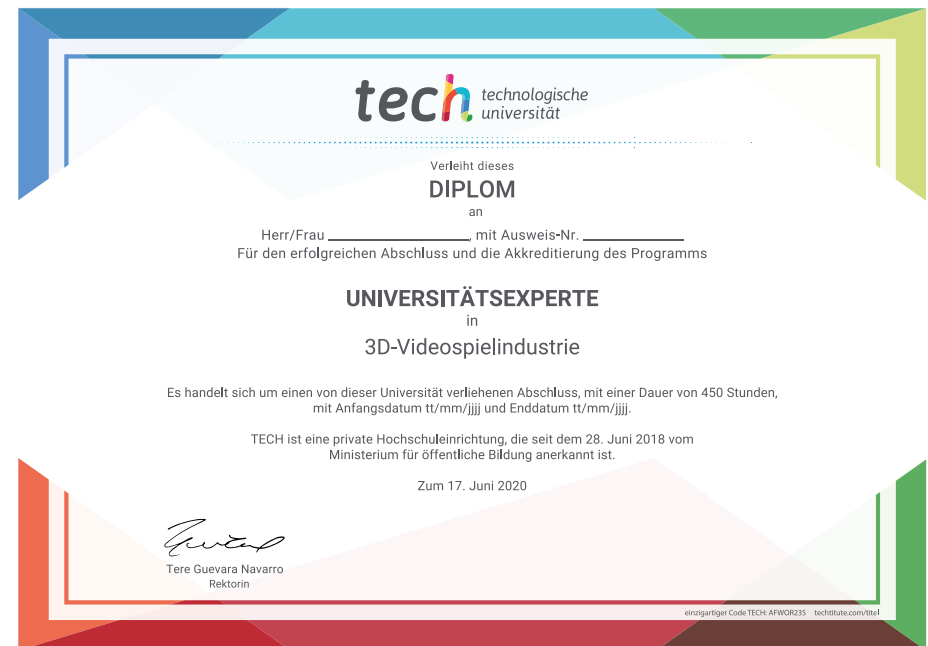 tech technologische
universität
Verleiht dieses
DIPLOM
an
Herr/Frau ____________________, mit Ausweis-Nr. ______________
Für den erfolgreichen Abschluss und die Akkreditierung des Programms
UNIVERSITÄTSEXPERTE
in
3D-Videospielindustrie
Es handelt sich um einen von dieser Universität verliehenen Abschluss, mit einer Dauer von 450 Stunden,
mit Anfangsdatum tt/mm/jjjj und Enddatum tt/mm/jjjj.
TECH ist eine private Hochschuleinrichtung, die seit dem 28. Juni 2018 vom
Ministerium für öffentliche Bildung anerkannt ist.
Zum 17. Juni 2020
Tere Guevara Navarro
Rektorin
einzigartiger Code TECH: AFWOR23S techtitute.com/titel